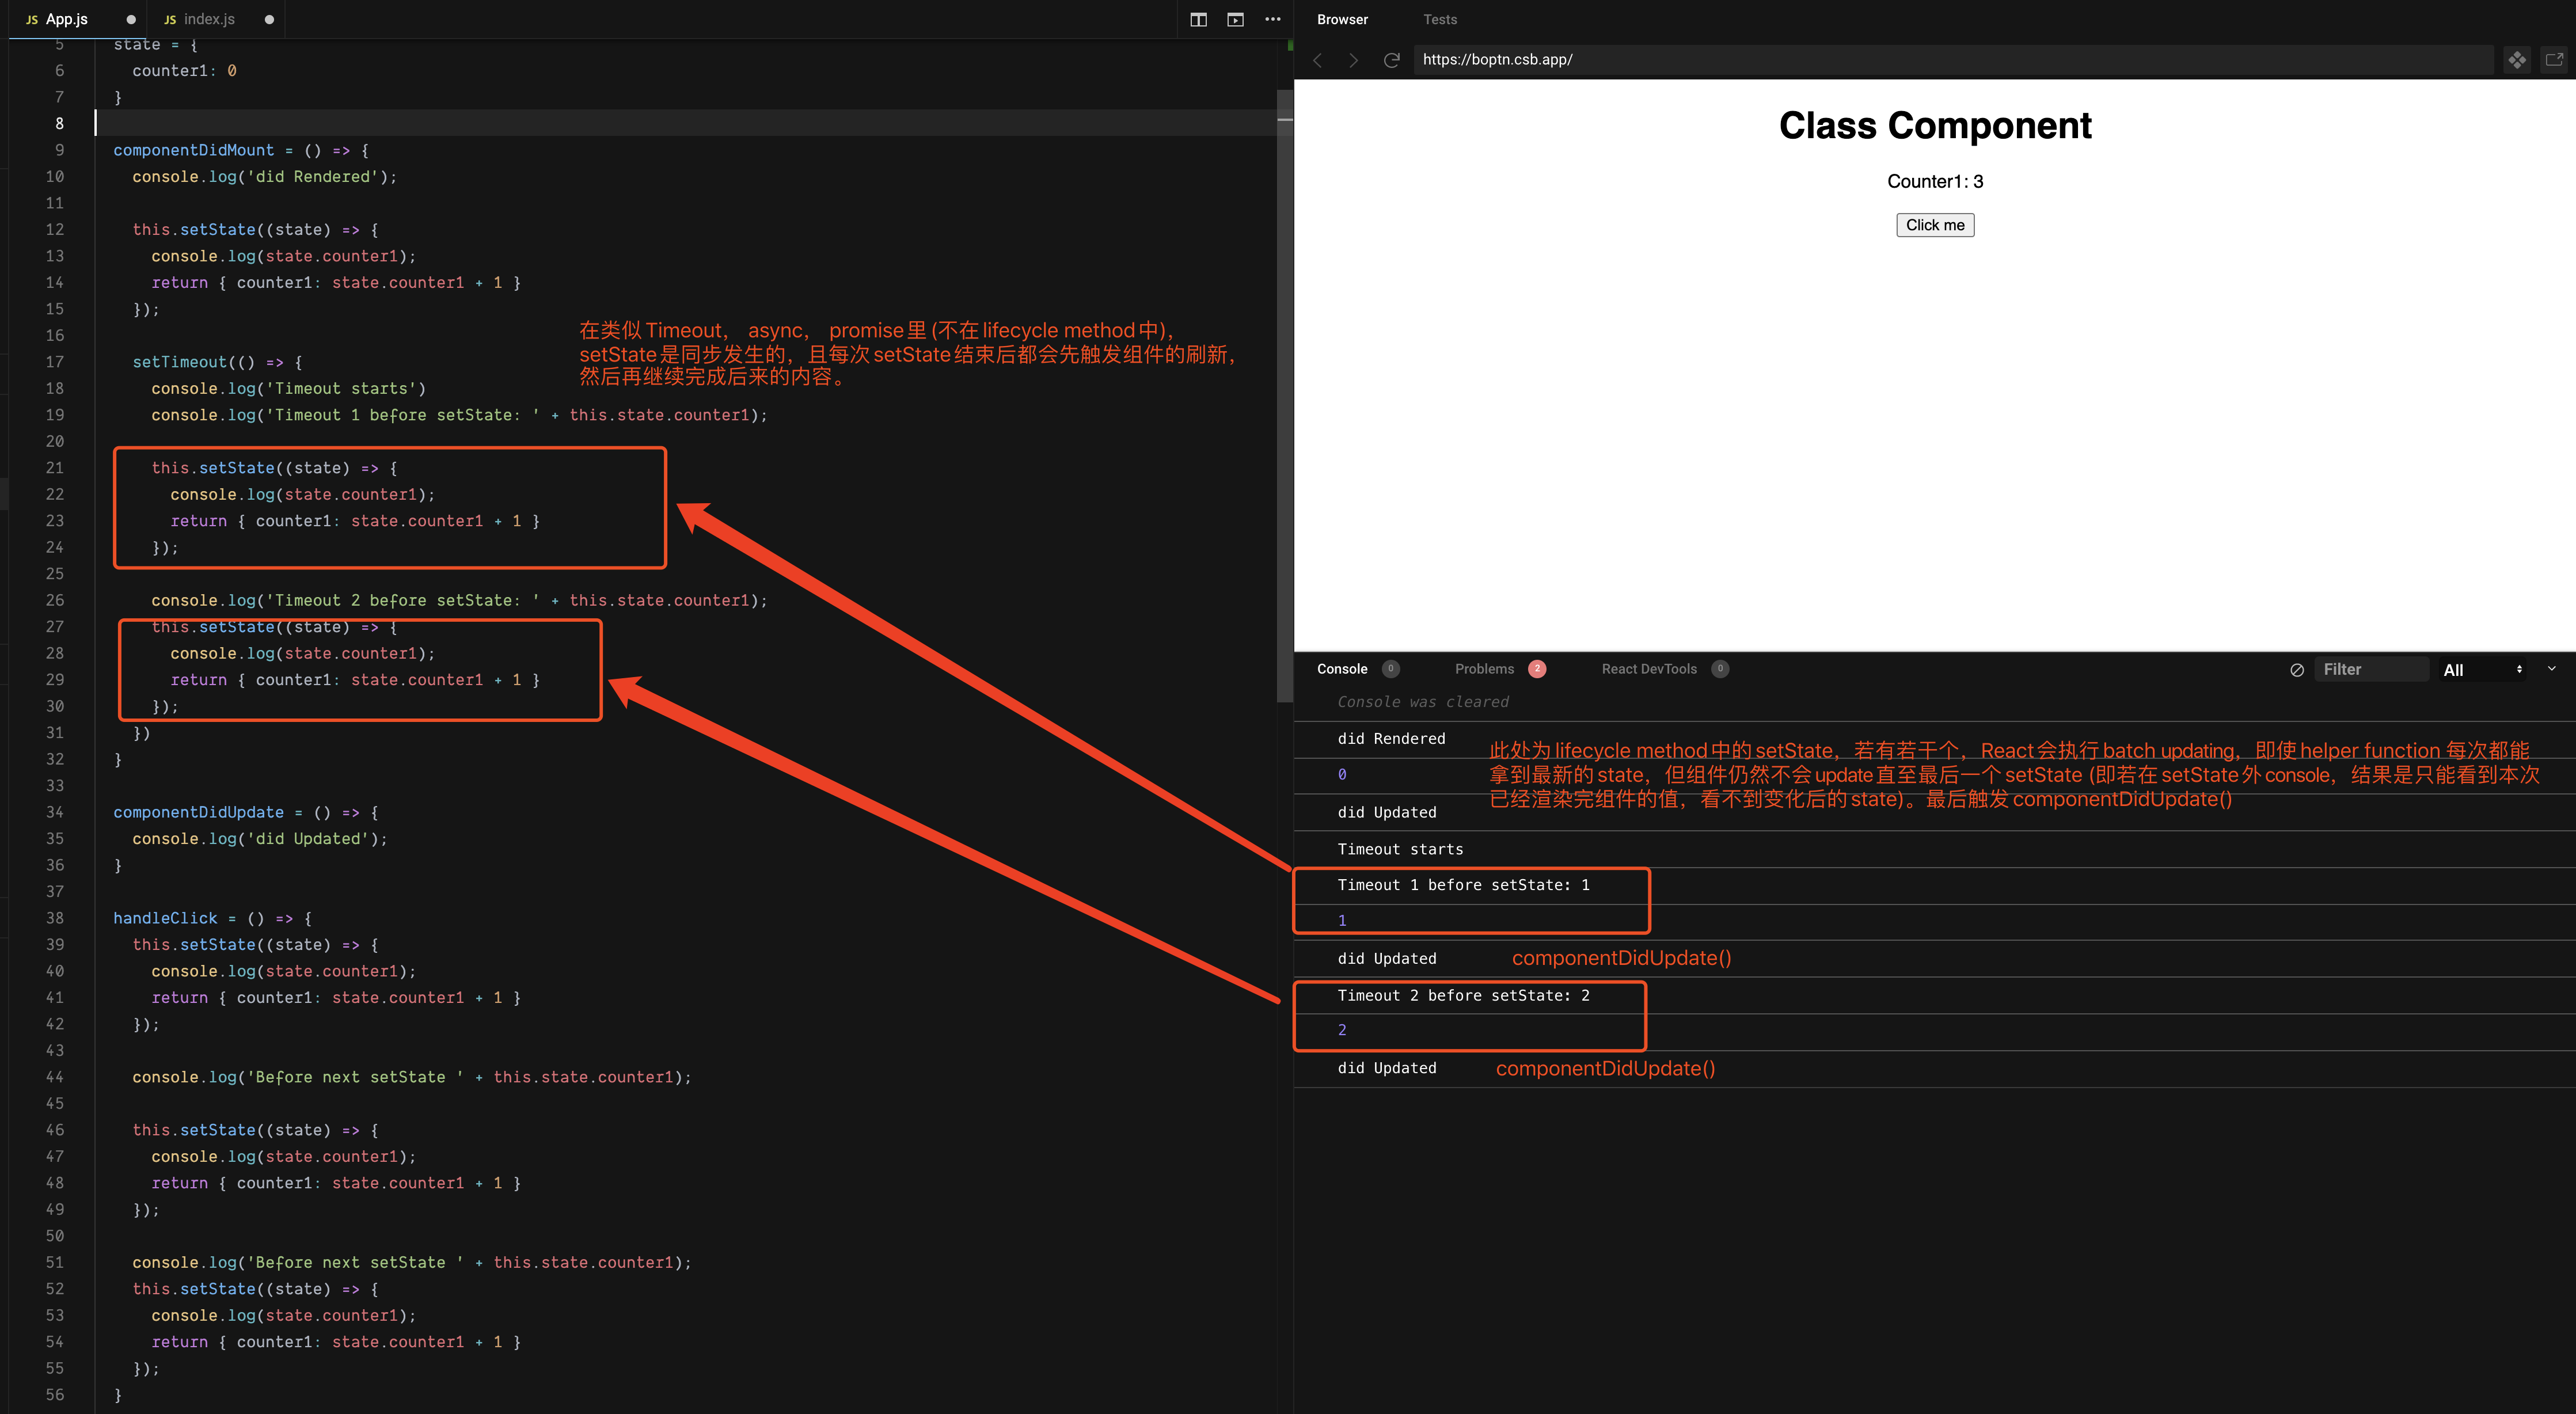 JS App.js
JS index.js
5 state = {
6 counter1: 0
7 }
8
9 componentDidMount = () => {
10 console.log('did Rendered');
11
12 this.setState((state) => {
13 console.log(state.counter1);
14 return { counter1: state.counter1 + 1 }
15 });
16
17 setTimeout(() => {
18 console.log('Timeout starts')
19 console.log('Timeout 1 before setState: ' + this.state.counter1);
20
21 this.setState((state) => {
22 console.log(state.counter1);
23 return { counter1: state.counter1 + 1 }
24 });
25
26 console.log('Timeout 2 before setState: ' + this.state.counter1);
27 this.setState((state) => {
28 console.log(state.counter1);
29 return { counter1: state.counter1 + 1 }
30 });
31 })
32 }
33
34 componentDidUpdate = () => {
35 console.log('did Updated');
36 }
37
38 handleClick = () => {
39 this.setState((state) => {
40 console.log(state.counter1);
41 return { counter1: state.counter1 + 1 }
42 });
43
44 console.log('Before next setState ' + this.state.counter1);
45
46 this.setState((state) => {
47 console.log(state.counter1);
48 return { counter1: state.counter1 + 1 }
49 });
50
51 console.log('Before next setState ' + this.state.counter1);
52 this.setState((state) => {
53 console.log(state.counter1);
54 return { counter1: state.counter1 + 1 }
55 });
56 }
在类似 Timeout， async， promise 里 (不在 lifecycle method 中)，
setState 是同步发生的，且每次 setState 结束后都会先触发组件的刷新，
然后再继续完成后来的内容。
Browser Tests
https://boptn.csb.app/
Class Component
Counter1: 3
Click me
Console 0 Problems 2 React DevTools 0 Filter All
Console was cleared
did Rendered
0
did Updated
此处为 lifecycle method 中的 setState，若有若干个，React 会执行 batch updating，即使 helper function 每次都能
拿到最新的 state，但组件仍然不会 update 直至最后一个 setState (即若在 setState 外 console，结果是只能看到本次
已经渲染完组件的值，看不到变化后的 state)。最后触发 componentDidUpdate()
Timeout starts
Timeout 1 before setState: 1
1
did Updated componentDidUpdate()
Timeout 2 before setState: 2
2
did Updated componentDidUpdate()